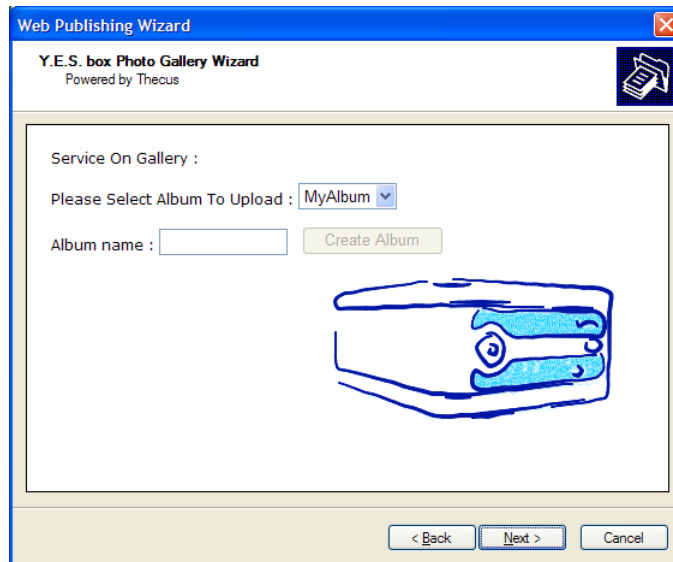 Web Publishing Wizard
Y.E.S. box Photo Gallery Wizard
Powered by Thecus
Service On Gallery :
Please Select Album To Upload : MyAlbum
Album name : Create Album
< Back Next > Cancel